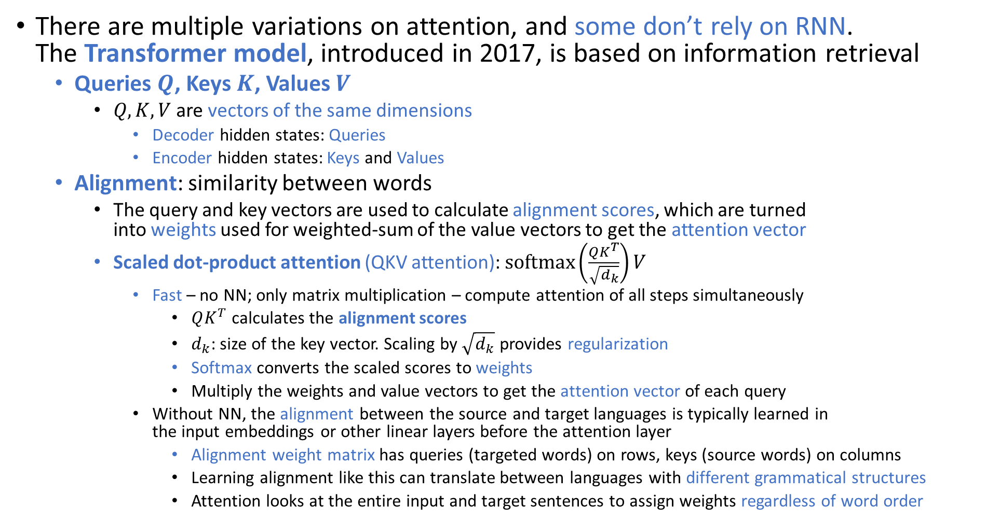 • There are multiple variations on attention, and some don’t rely on RNN.
The Transformer model, introduced in 2017, is based on information retrieval
• Queries Q, Keys K, Values V
• Q, K, V are vectors of the same dimensions
• Decoder hidden states: Queries
• Encoder hidden states: Keys and Values
• Alignment: similarity between words
• The query and key vectors are used to calculate alignment scores, which are turned
into weights used for weighted-sum of the value vectors to get the attention vector
• Scaled dot-product attention (QKV attention): softmax(QK^T/√d_k)V
• Fast – no NN; only matrix multiplication – compute attention of all steps simultaneously
• QK^T calculates the alignment scores
• d_k: size of the key vector. Scaling by √d_k provides regularization
• Softmax converts the scaled scores to weights
• Multiply the weights and value vectors to get the attention vector of each query
• Without NN, the alignment between the source and target languages is typically learned in
the input embeddings or other linear layers before the attention layer
• Alignment weight matrix has queries (targeted words) on rows, keys (source words) on columns
• Learning alignment like this can translate between languages with different grammatical structures
• Attention looks at the entire input and target sentences to assign weights regardless of word order